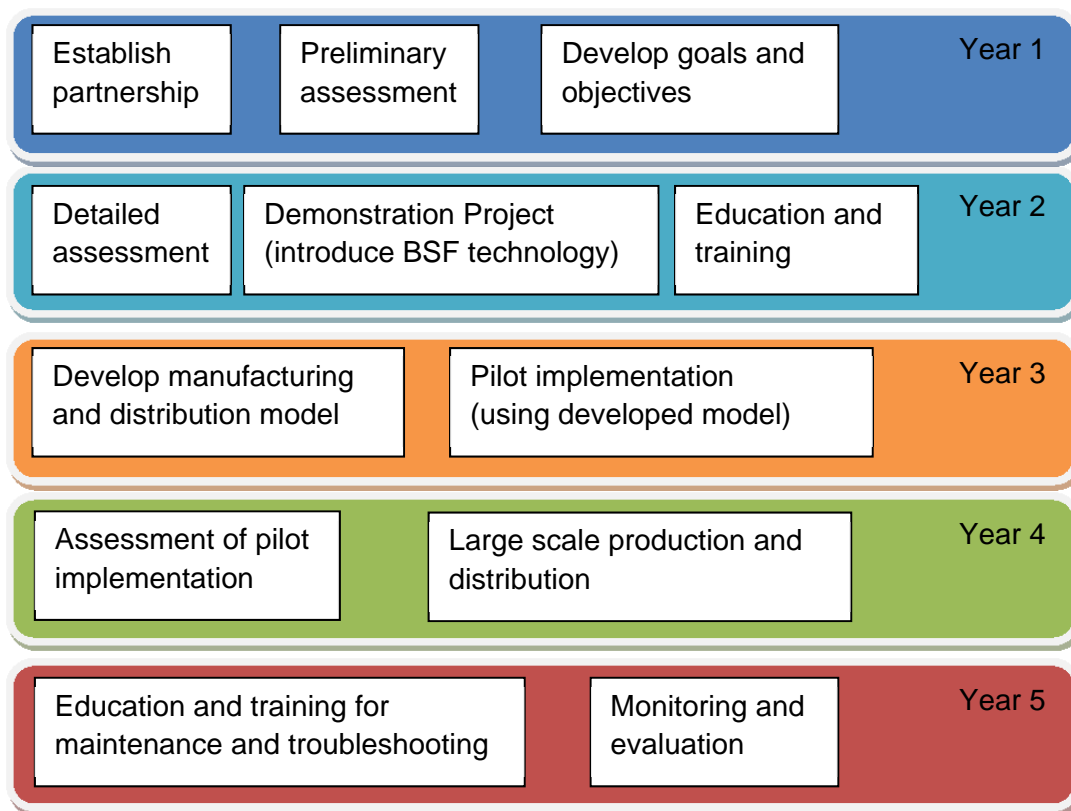 Establish
partnership
Preliminary
assessment
Develop goals and
objectives
Year 1
Detailed
assessment
Demonstration Project
(introduce BSF technology)
Education and
training
Year 2
Develop manufacturing
and distribution model
Pilot implementation
(using developed model)
Year 3
Assessment of pilot
implementation
Large scale production and
distribution
Year 4
Education and training for
maintenance and troubleshooting
Monitoring and
evaluation
Year 5